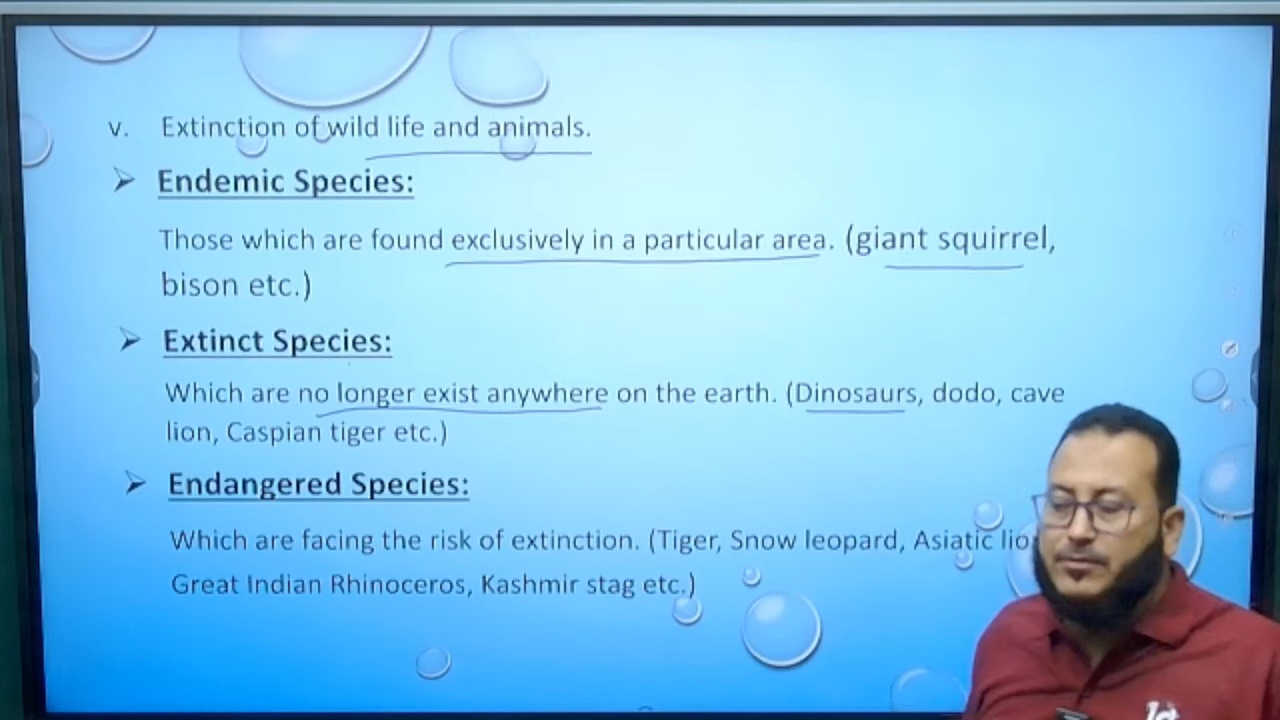 v. Extinction of wild life and animals.
➢ Endemic Species:
Those which are found exclusively in a particular area. (giant squirrel,
bison etc.)
➢ Extinct Species:
Which are no longer exist anywhere on the earth. (Dinosaurs, dodo, cave
lion, Caspian tiger etc.)
➢ Endangered Species:
Which are facing the risk of extinction. (Tiger, Snow leopard, Asiatic
Great Indian Rhinoceros, Kashmir stag etc.)